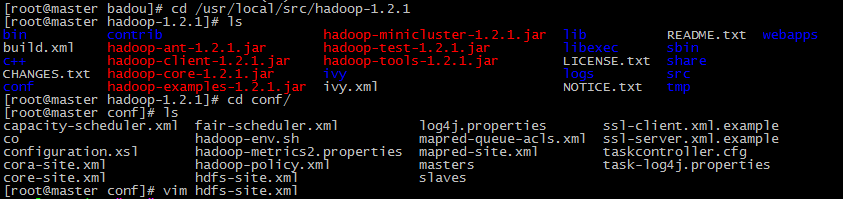 [root@master badou]# cd /usr/local/src/hadoop-1.2.1
[root@master hadoop-1.2.1]# ls
bin contrib hadoop-minicluster-1.2.1.jar lib README.txt webapps
build.xml hadoop-ant-1.2.1.jar hadoop-test-1.2.1.jar libexec sbin
c++ hadoop-client-1.2.1.jar hadoop-tools-1.2.1.jar LICENSE.txt share
CHANGES.txt hadoop-core-1.2.1.jar ivy logs src
conf hadoop-examples-1.2.1.jar ivy.xml NOTICE.txt tmp
[root@master hadoop-1.2.1]# cd conf/
[root@master conf]# ls
capacity-scheduler.xml fair-scheduler.xml log4j.properties ssl-client.xml.example
co hadoop-env.sh mapred-queue-acls.xml ssl-server.xml.example
configuration.xsl hadoop-metrics2.properties mapred-site.xml taskcontroller.cfg
cora-site.xml hadoop-policy.xml masters task-log4j.properties
core-site.xml hdfs-site.xml slaves
[root@master conf]# vim hdfs-site.xml